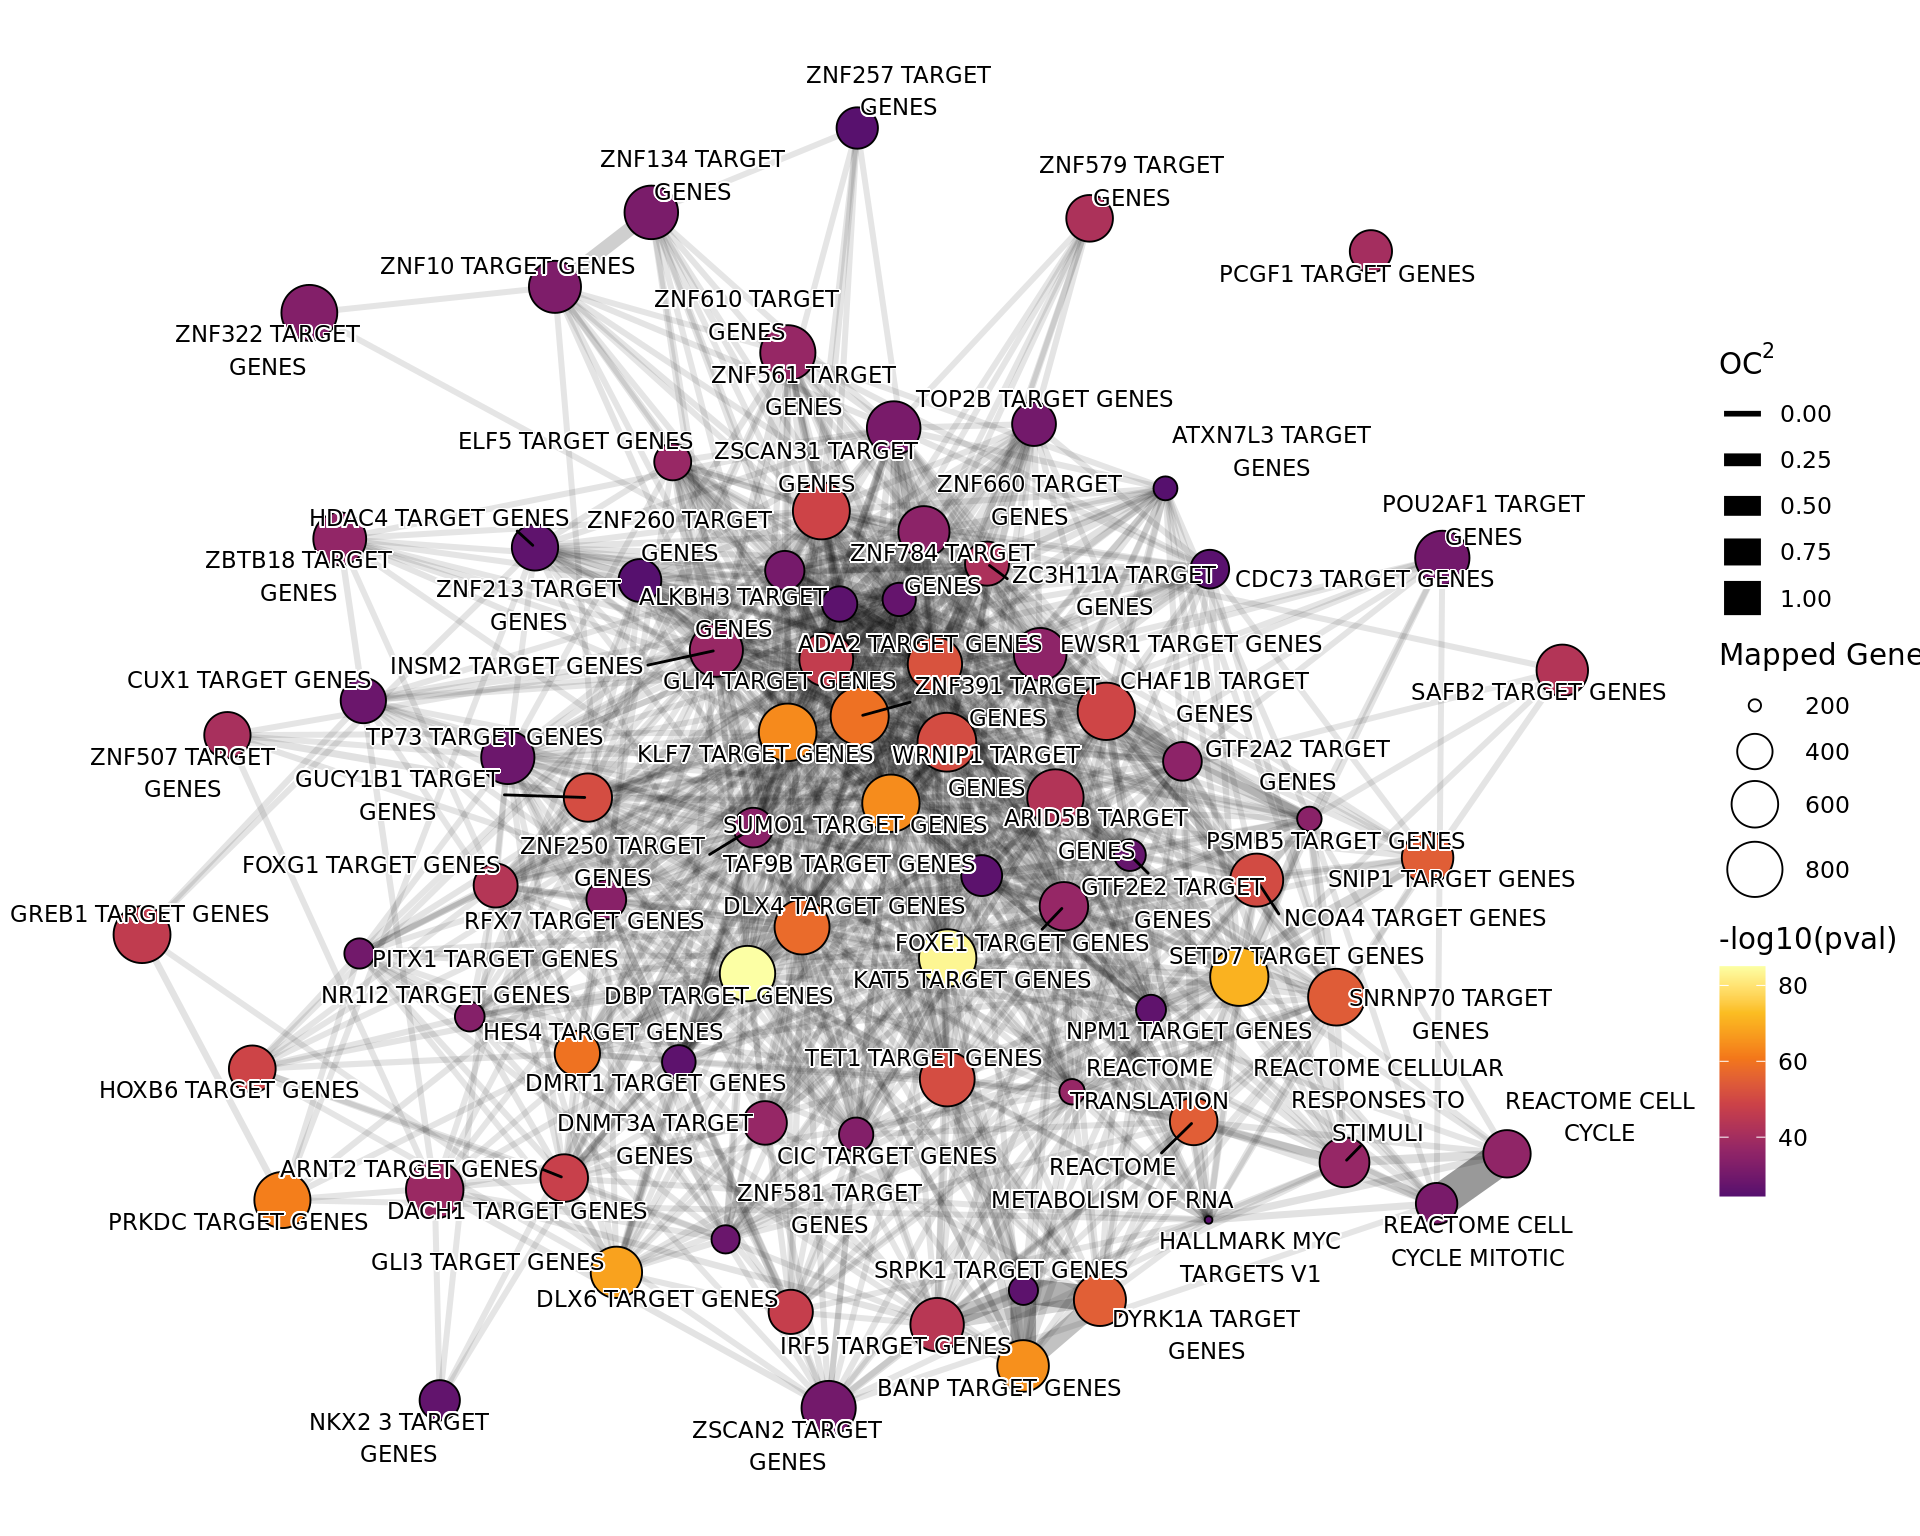 ZNF257 TARGET
GENES
ZNF134 TARGET
GENES
ZNF579 TARGET
GENES
ZNF10 TARGET GENES
PCGF1 TARGET GENES
ZNF610 TARGET
GENES
ZNF322 TARGET
GENES
ZNF561 TARGET
GENES
TOP2B TARGET GENES
ELF5 TARGET GENES
ZSCAN31 TARGET
GENES
ATXN7L3 TARGET
GENES
ZNF660 TARGET
GENES
POU2AF1 TARGET
GENES
HDAC4 TARGET GENES
ZNF260 TARGET
GENES
ZBTB18 TARGET
GENES
ZNF784 TARGET
GENES
ZC3H11A TARGET
GENES
CDC73 TARGET GENES
ZNF213 TARGET
GENES
ALKBH3 TARGET
GENES
ADA2 TARGET GENES
EWSR1 TARGET GENES
INSM2 TARGET GENES
CUX1 TARGET GENES
GLI4 TARGET GENES
ZNF391 TARGET
GENES
CHAF1B TARGET
GENES
SAFB2 TARGET GENES
TP73 TARGET GENES
ZNF507 TARGET
GENES
KLF7 TARGET GENES
WRNIP1 TARGET
GENES
GTF2A2 TARGET
GENES
GUCY1B1 TARGET
GENES
SUMO1 TARGET GENES
ARID5B TARGET
GENES
PSMB5 TARGET GENES
ZNF250 TARGET
GENES
FOXG1 TARGET GENES
TAF9B TARGET GENES
SNIP1 TARGET GENES
GTF2E2 TARGET
GENES
GREB1 TARGET GENES
RFX7 TARGET GENES
DLX4 TARGET GENES
NCOA4 TARGET GENES
FOXE1 TARGET GENES
PITX1 TARGET GENES
SETD7 TARGET GENES
KAT5 TARGET GENES
NR1I2 TARGET GENES
DBP TARGET GENES
SNRNP70 TARGET
GENES
HES4 TARGET GENES
NPM1 TARGET GENES
TET1 TARGET GENES
HOXB6 TARGET GENES
DMRT1 TARGET GENES
REACTOME
TRANSLATION
REACTOME CELLULAR
RESPONSES TO
STIMULI
REACTOME CELL
CYCLE
DNMT3A TARGET
GENES
CIC TARGET GENES
ARNT2 TARGET GENES
REACTOME
METABOLISM OF RNA
PRKDC TARGET GENES
DACH1 TARGET GENES
ZNF581 TARGET
GENES
REACTOME CELL
CYCLE MITOTIC
HALLMARK MYC
TARGETS V1
GLI3 TARGET GENES
SRPK1 TARGET GENES
DLX6 TARGET GENES
DYRK1A TARGET
GENES
IRF5 TARGET GENES
BANP TARGET GENES
NKX2 3 TARGET
GENES
ZSCAN2 TARGET
GENES
OC2
0.00
0.25
0.50
0.75
1.00
Mapped Gene
200
400
600
800
-log10(pval)
80
60
40